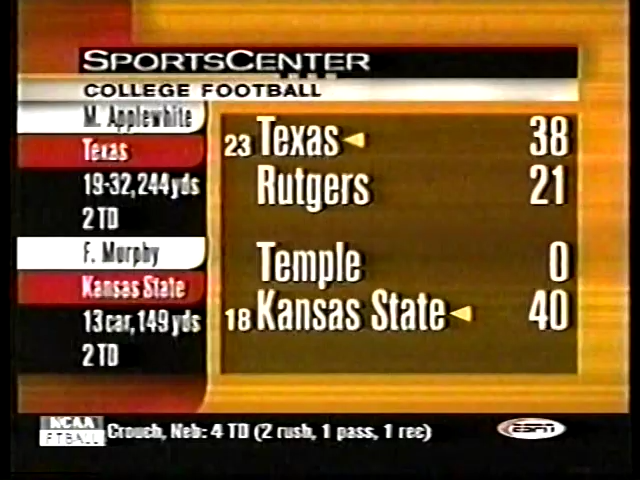 SPORTSCENTER
COLLEGE FOOTBALL
M. Applewhite
Texas
19-32, 244 yds
2 TD
F. Murphy
Kansas State
13 car, 149 yds
2 TD
23 Texas 38
Rutgers 21
Temple 0
18 Kansas State 40
NCAA
FTBALL
Crouch, Neb: 4 TD (2 rush, 1 pass, 1 rec)
ESPN